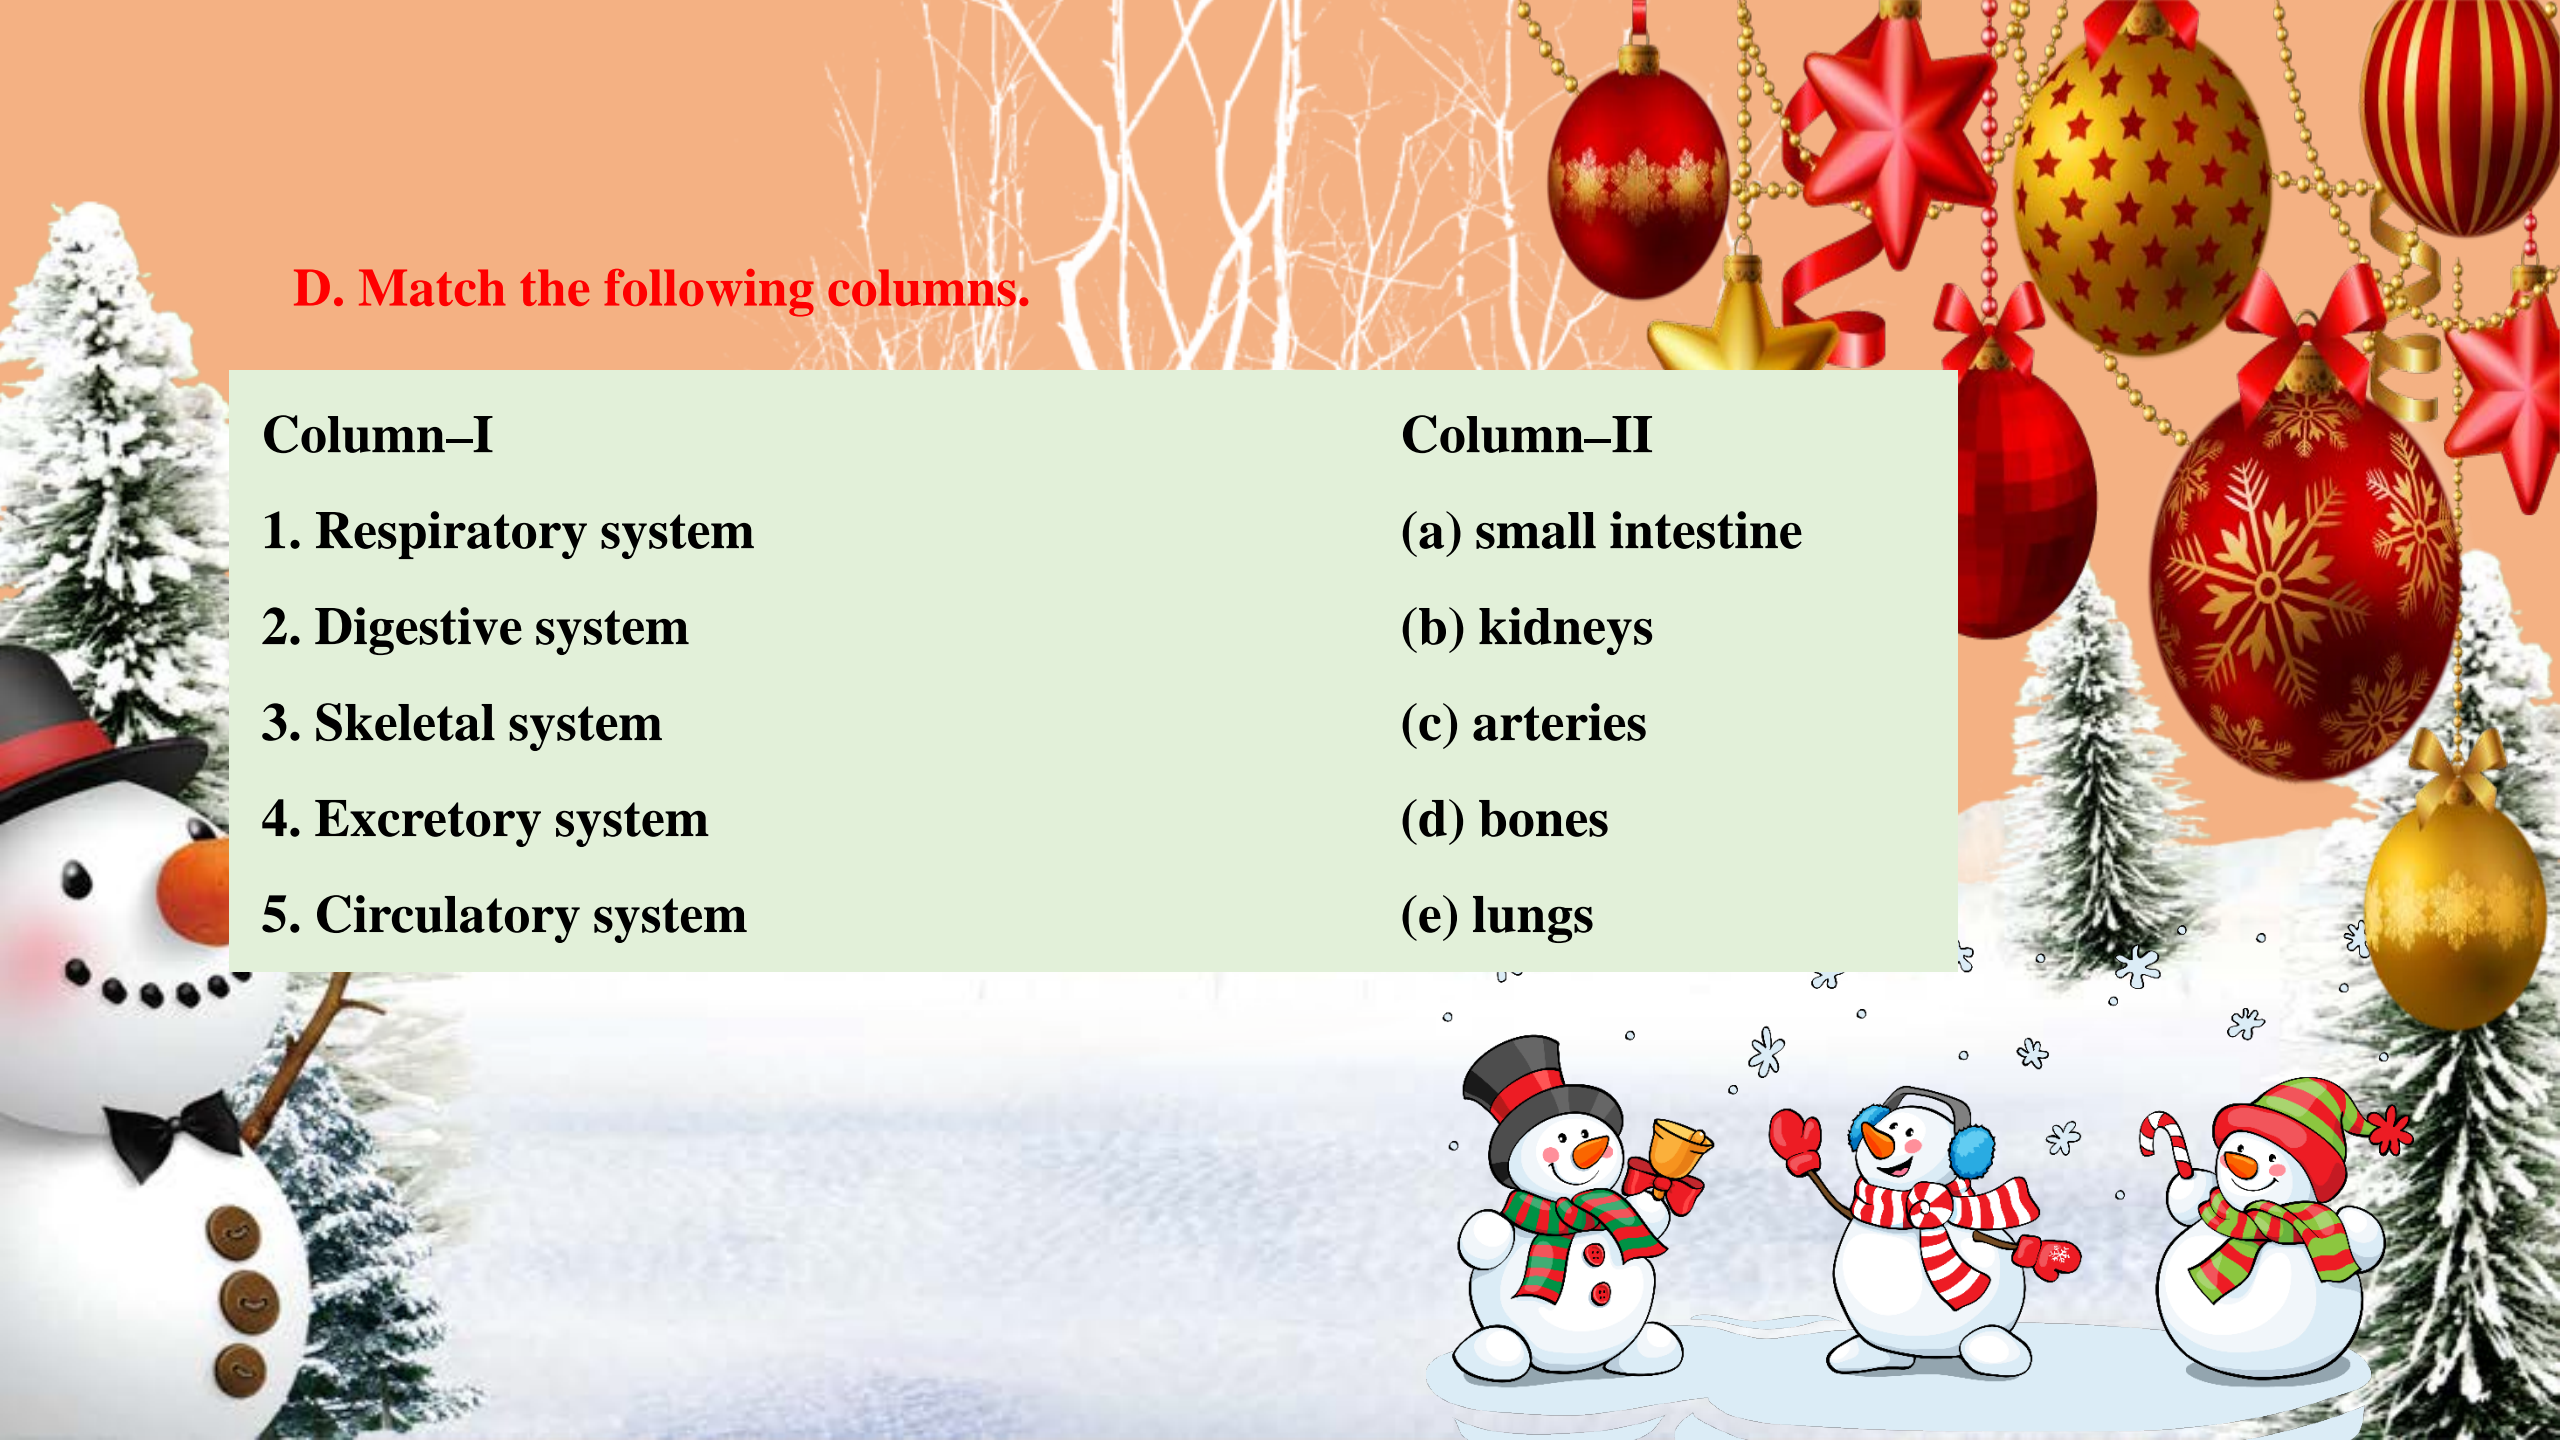 D. Match the following columns.
Column–I Column–II
1. Respiratory system (a) small intestine
2. Digestive system (b) kidneys
3. Skeletal system (c) arteries
4. Excretory system (d) bones
5. Circulatory system (e) lungs